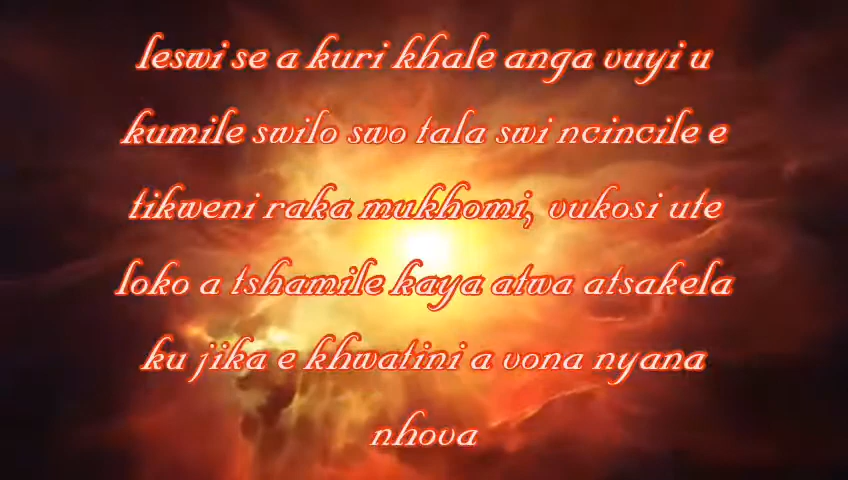 leswi se a kuri khale anga vuyi u
kumile swilo swo tala swi ncincile e
tikweni raka mukhomi, vukosi ute
loko a tshamile kaya atwa atsakela
ku jika e khwatini a vona nyana
nhova